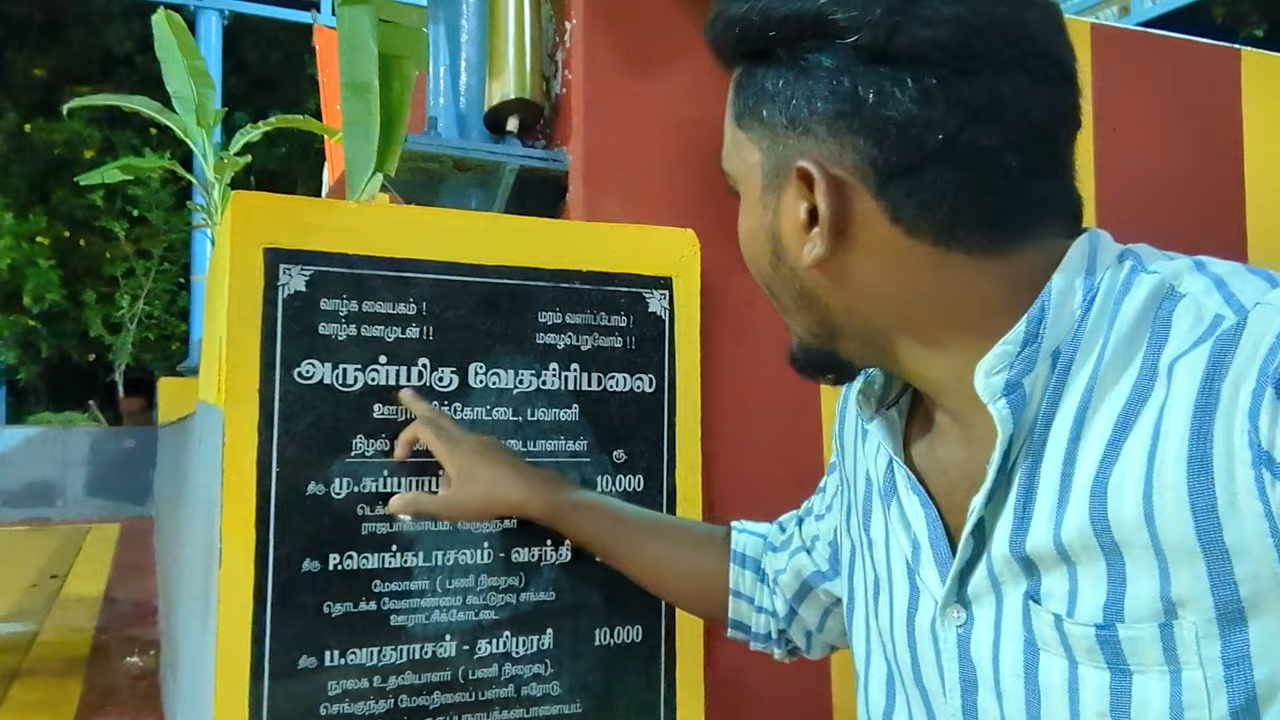 வாழ்க வையகம் !
வாழ்க வளமுடன் !!
மரம் வளர்ப்போம் !
மழைபெறுவோம் !!
அருள்மிகு வேதகிரிமலை
பவானி
நிழல்
ரூ.
திரு. மு.சுப்பராய 10,000
ராஜபாளையம், விருதுநகர்
திரு. P.வெங்கடாசலம் - வசந்தி
மேலாளர் ( பணி நிறைவு)
தொடக்க வேளாண்மை கூட்டுறவு சங்கம்
ஊராட்சிக்கோட்டை
திரு ப.வரதராசன் - தமிழரசி 10,000
நூலக உதவியாளர் ( பணி நிறைவு).
செங்குந்தர் மேல்நிலைப் பள்ளி, ஈரோடு.